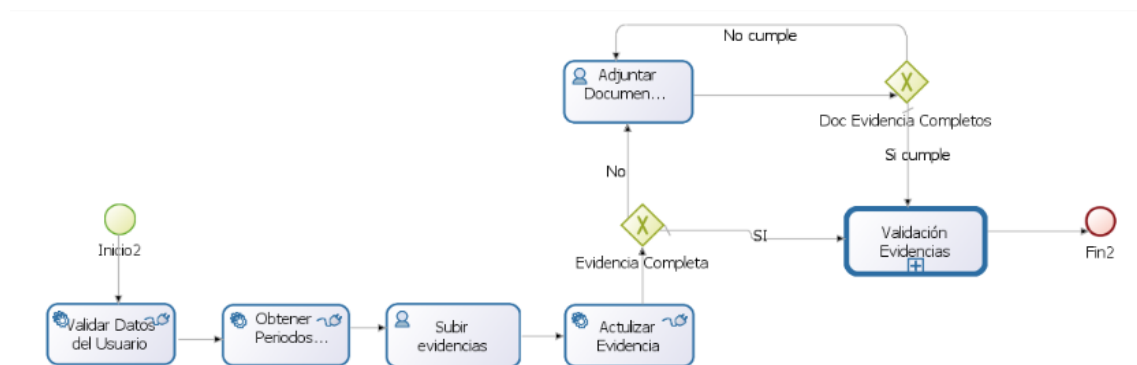 No cumple
Adjuntar
Documen...
Doc Evidencia Completos
Si cumple
No
Inicio2
SI
Validación
Evidencias
Fin2
Evidencia Completa
Validar Datos
del Usuario
Obtener
Periodos...
Subir
evidencias
Actulizar
Evidencia